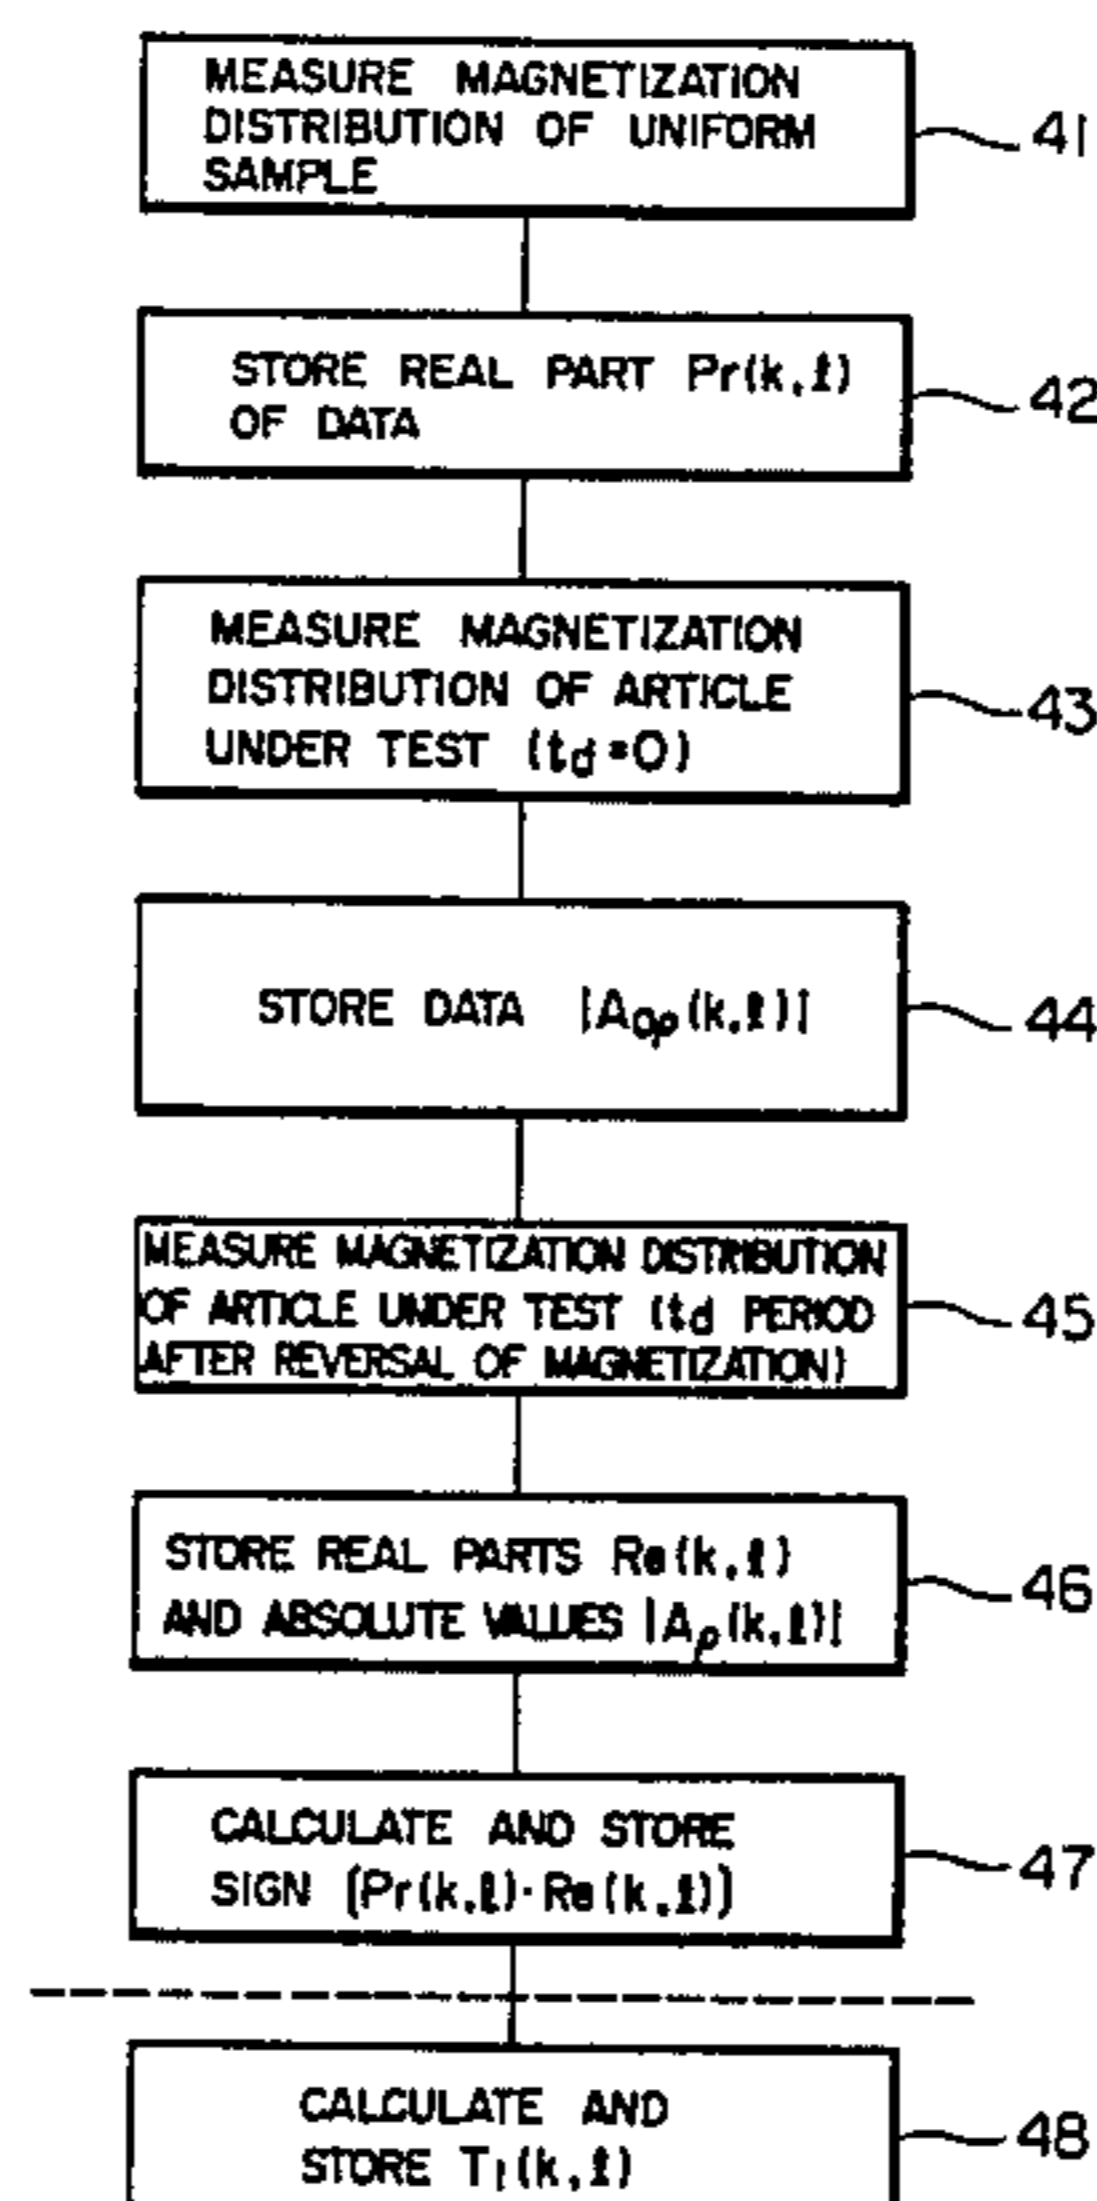 MEASURE MAGNETIZATION
DISTRIBUTION OF UNIFORM
SAMPLE
41
STORE REAL PART Pr(k,ℓ)
OF DATA
42
MEASURE MAGNETIZATION
DISTRIBUTION OF ARTICLE
UNDER TEST (td=0)
43
STORE DATA |A0ρ(k,ℓ)|
44
MEASURE MAGNETIZATION DISTRIBUTION
OF ARTICLE UNDER TEST (td PERIOD
AFTER REVERSAL OF MAGNETIZATION)
45
STORE REAL PARTS Re(k,ℓ)
AND ABSOLUTE VALUES |Aρ(k,ℓ)|
46
CALCULATE AND STORE
SIGN [Pr(k,ℓ)·Re(k,ℓ)]
47
CALCULATE AND
STORE T1(k,ℓ)
48